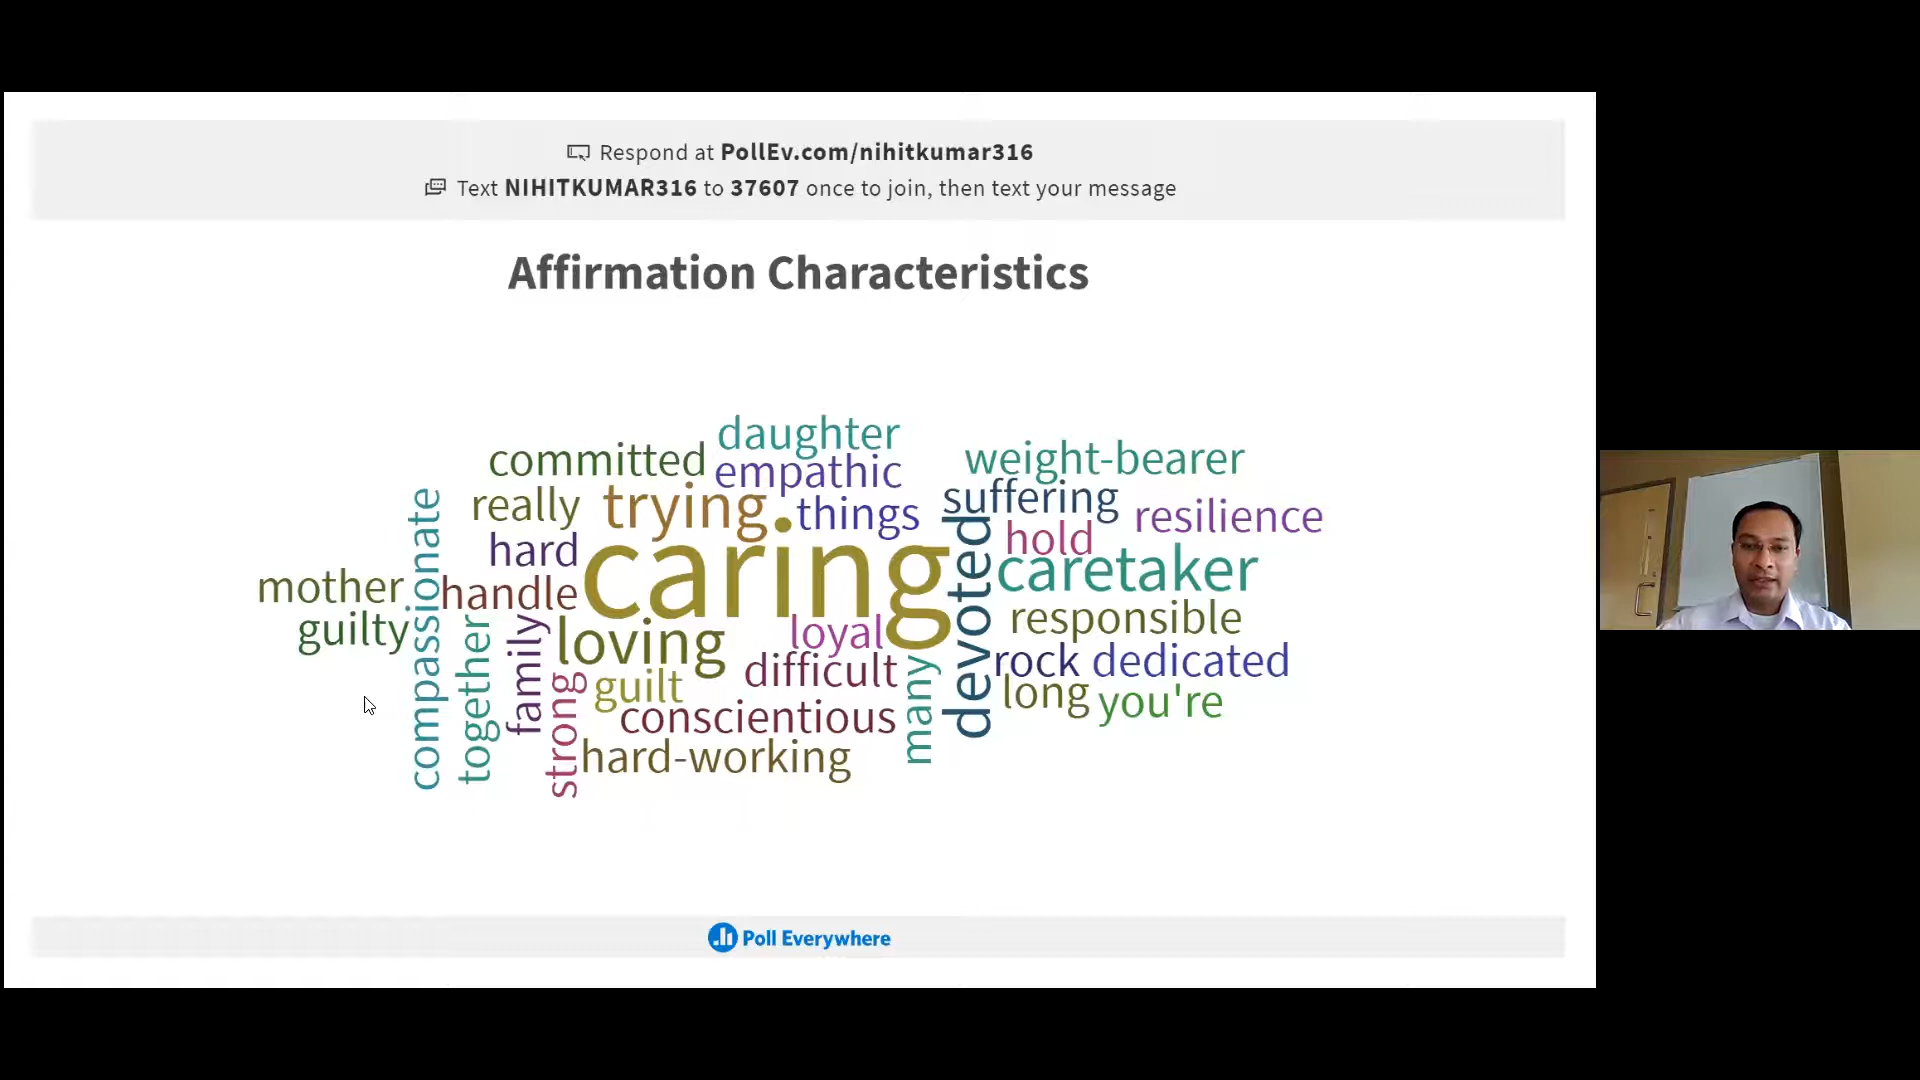 Respond at PollEv.com/nihitkumar316
Text NIHITKUMAR316 to 37607 once to join, then text your message
Affirmation Characteristics
daughter
committed
empathic
weight-bearer
really
trying
things
suffering
resilience
hard
caring
hold
caretaker
mother
handle
compassionate
devoted
guilty
together
family
loving
loyal
responsible
strong
guilt
difficult
many
rock
dedicated
conscientious
long
you're
hard-working
Poll Everywhere